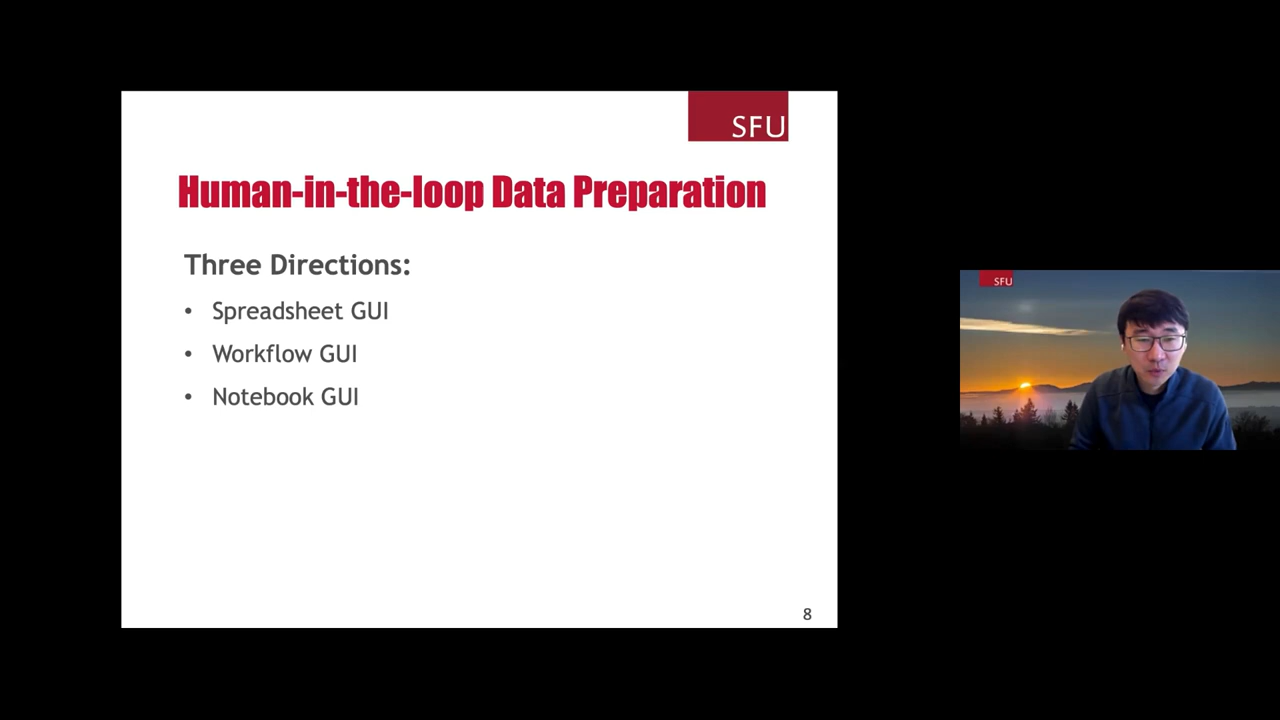 SFU
Human-in-the-loop Data Preparation
Three Directions:
• Spreadsheet GUI
• Workflow GUI
• Notebook GUI
8
SFU